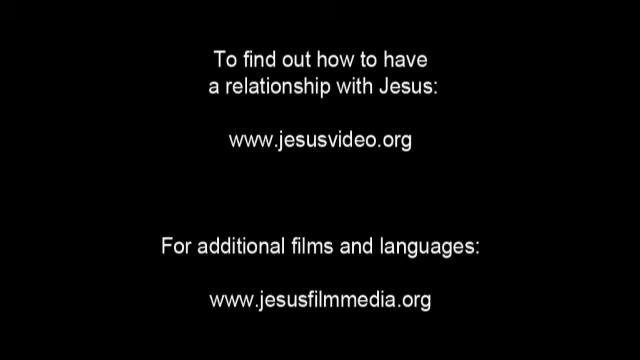 To find out how to have
a relationship with Jesus:
www.jesusvideo.org
For additional films and languages:
www.jesusfilmmedia.org